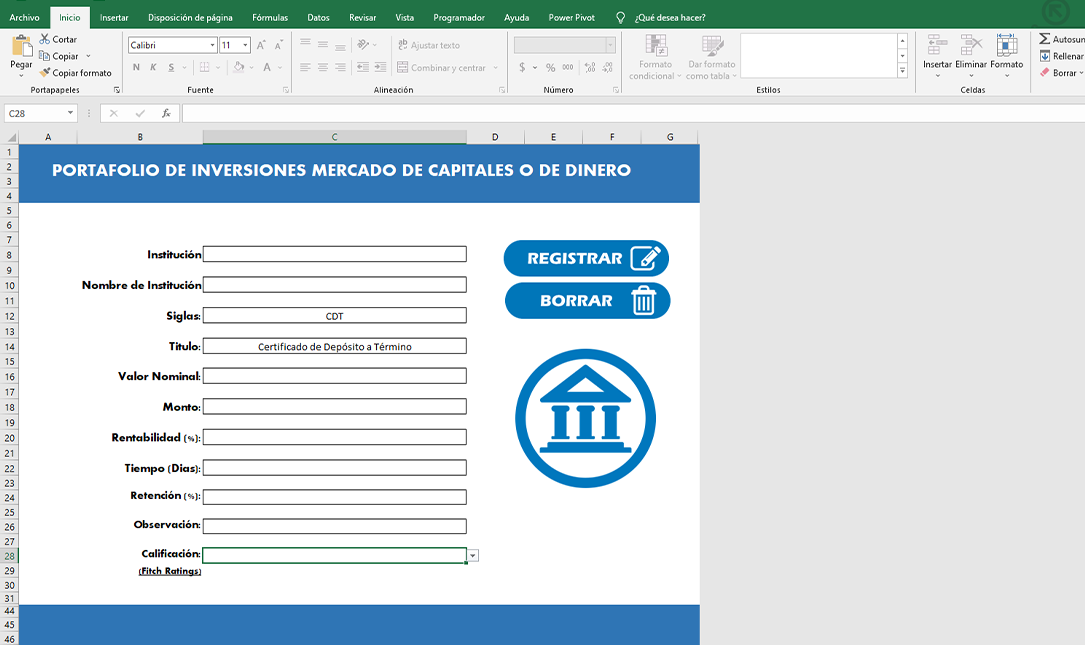 Archivo Inicio Insertar Disposición de página Fórmulas Datos Revisar Vista Programador Ayuda Power Pivot ¿Qué desea hacer?
Pegar
Cortar
Copiar
Copiar formato
Portapapeles
Calibri 11 A A
N K S A
Fuente
Ajustar texto
Combinar y centrar
Alineación
$ % 000
Número
Formato condicional
Dar formato como tabla
Estilos
Insertar Eliminar Formato
Celdas
Autosun
Rellenar
Borrar
C28 fx
A B C D E F G
1
2
PORTAFOLIO DE INVERSIONES MERCADO DE CAPITALES O DE DINERO
3
4
5
6
7
8 Institución REGISTRAR
9
10 Nombre de Institución
11 BORRAR
12 Siglas: CDT
13
14 Titulo: Certificado de Depósito a Término
15
16 Valor Nominal:
17
18 Monto:
19
20 Rentabilidad (%):
21
22 Tiempo (Dias):
23
24 Retención (%):
25
26 Observación:
27
28 Calificación:
29 (Fitch Ratings)
30
31
44
45
46